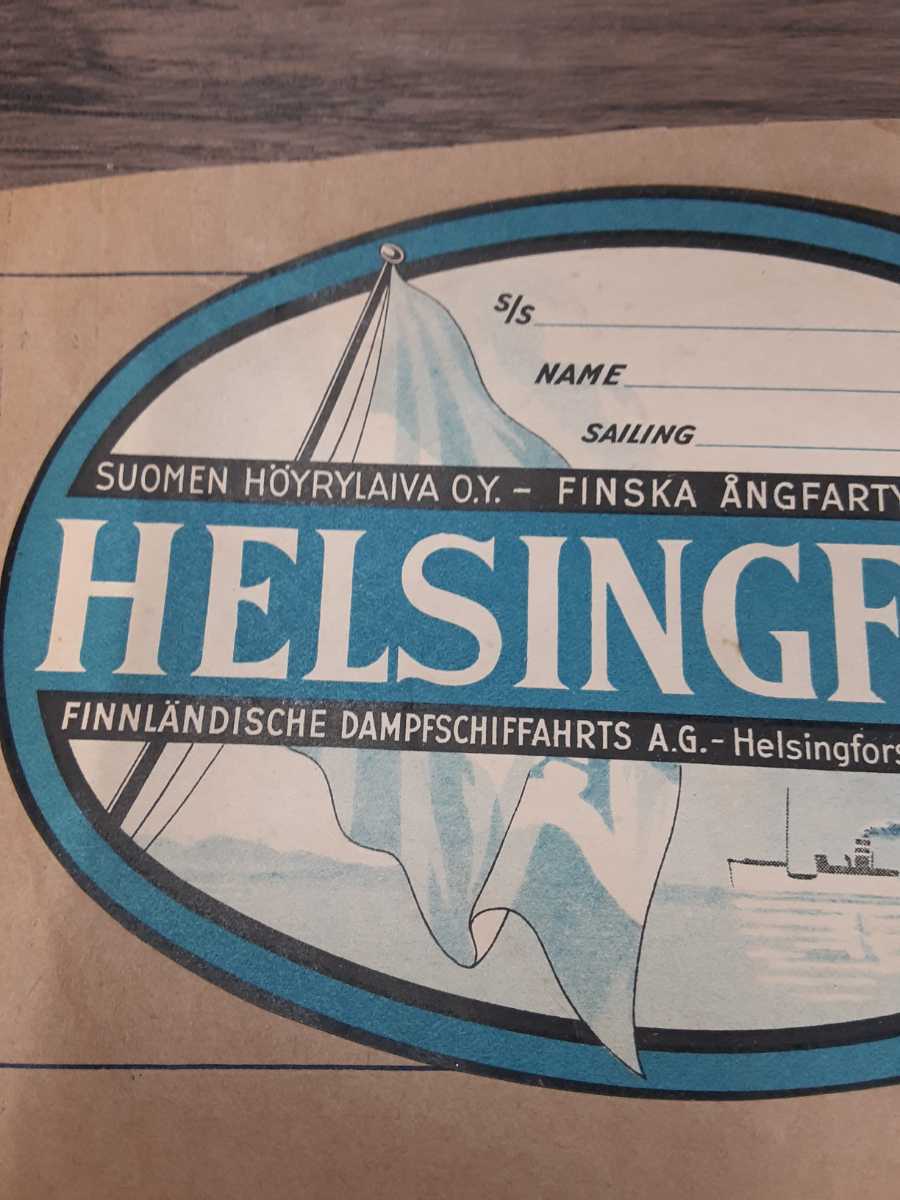 S/S
NAME
SAILING
SUOMEN HÖYRYLAIVA O.Y. – FINSKA ÅNGFARTY
HELSINGF
FINNLÄNDISCHE DAMPFSCHIFFAHRTS A.G. – Helsingfors